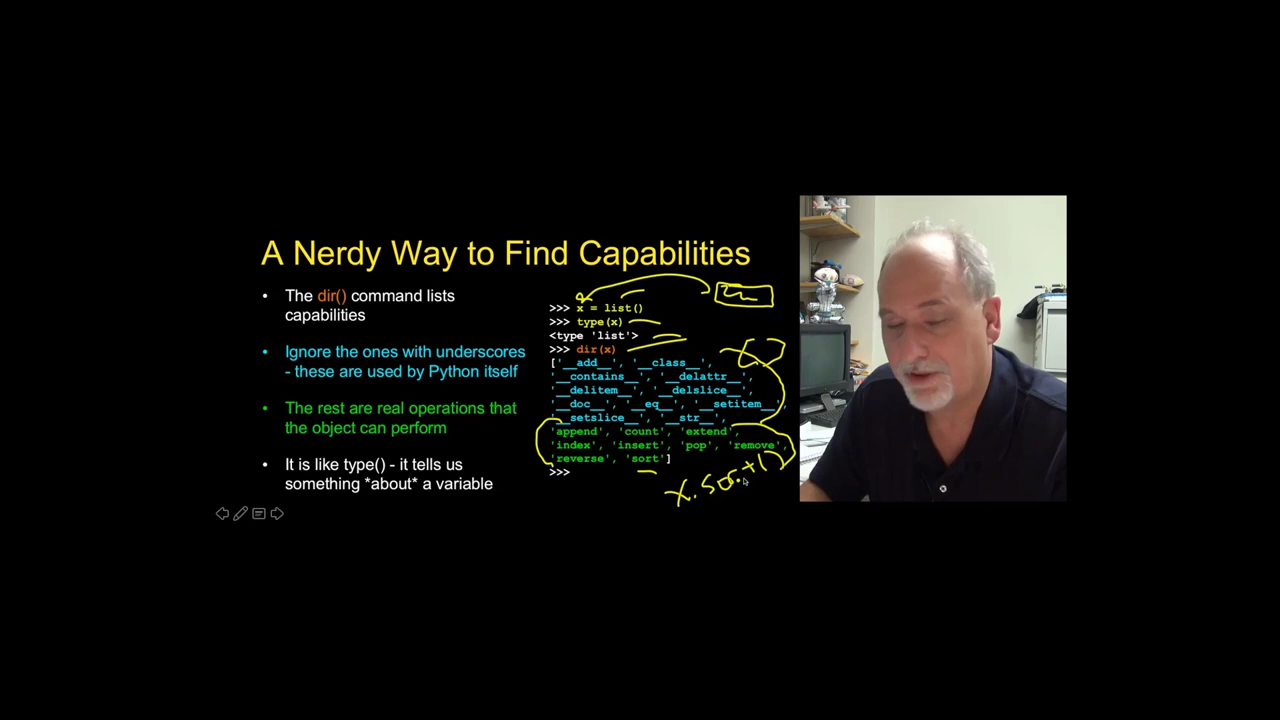 A Nerdy Way to Find Capabilities
• The dir() command lists
capabilities
• Ignore the ones with underscores
- these are used by Python itself
• The rest are real operations that
the object can perform
• It is like type() - it tells us
something *about* a variable
>>> x = list()
>>> type(x)
<type 'list'>
>>> dir(x)
['__add__', '__class__',
'__contains__', '__delattr__',
'__delitem__', '__delslice__',
'__doc__', '__eq__', '__setitem__',
'__setslice__', '__str__',
'append', 'count', 'extend',
'index', 'insert', 'pop', 'remove',
'reverse', 'sort']
>>>
x.sort()